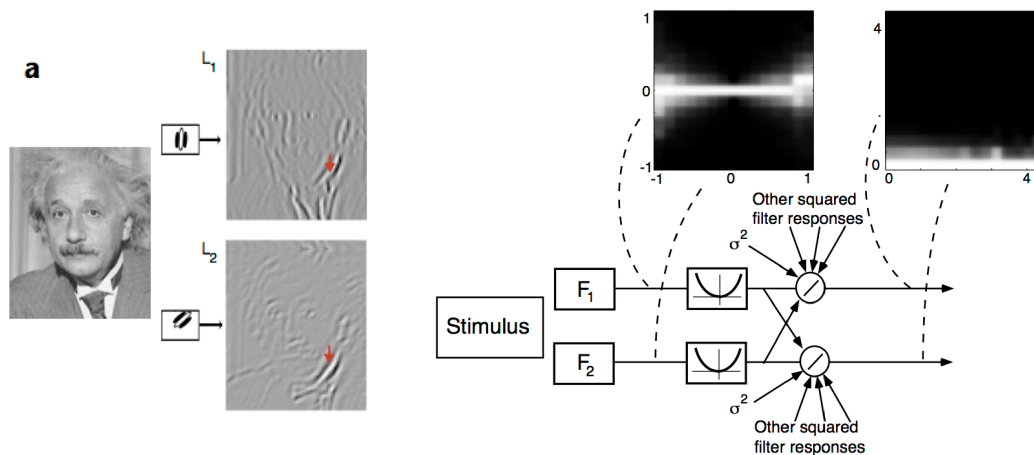 a
L1
L2
1
0
-1
-1
0
1
4
0
0
2
4
Other squared
filter responses
σ2
F1
Stimulus
F2
σ2
Other squared
filter responses